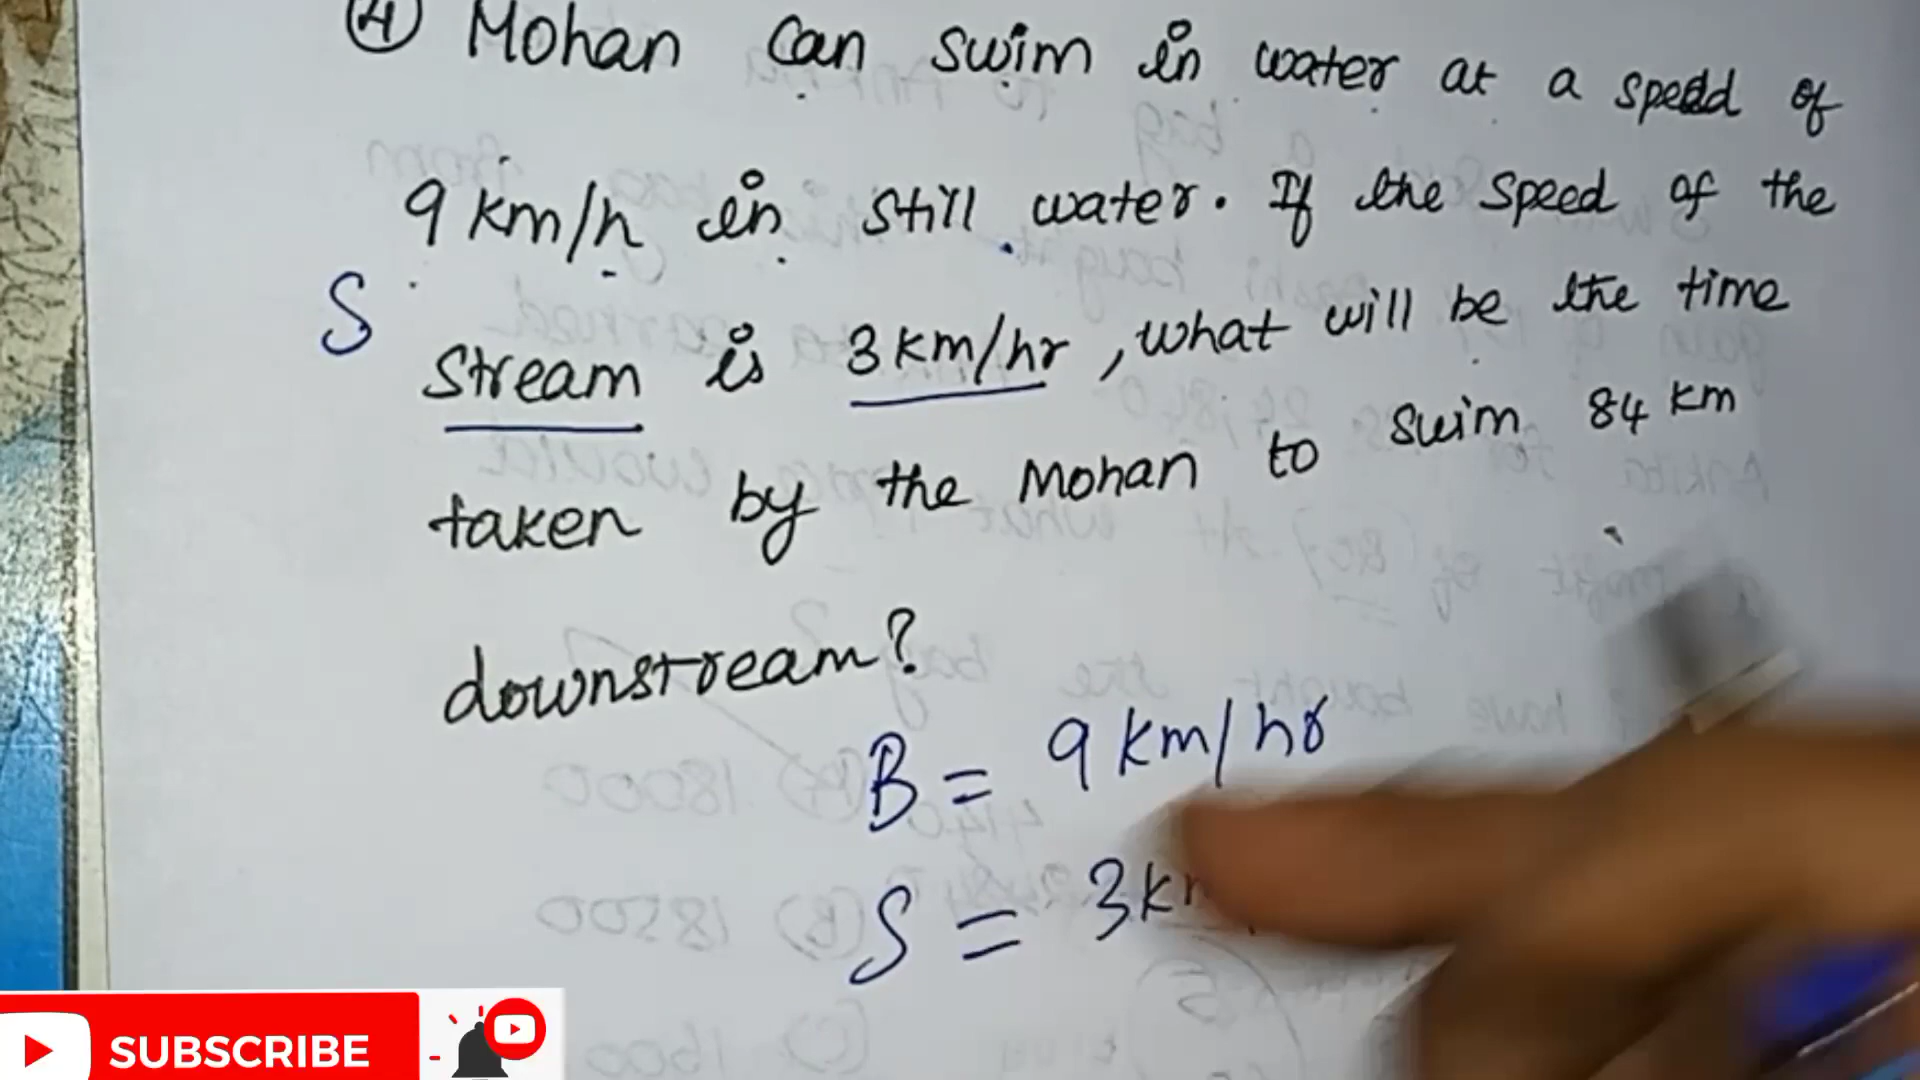 ④ Mohan can swim in water at a speed of
9 km/h in still water. If the speed of the
S
stream is 3 km/hr, what will be the time
taken by the Mohan to swim 84 km
downstream?
B = 9 km/hr
S = 3 k
SUBSCRIBE